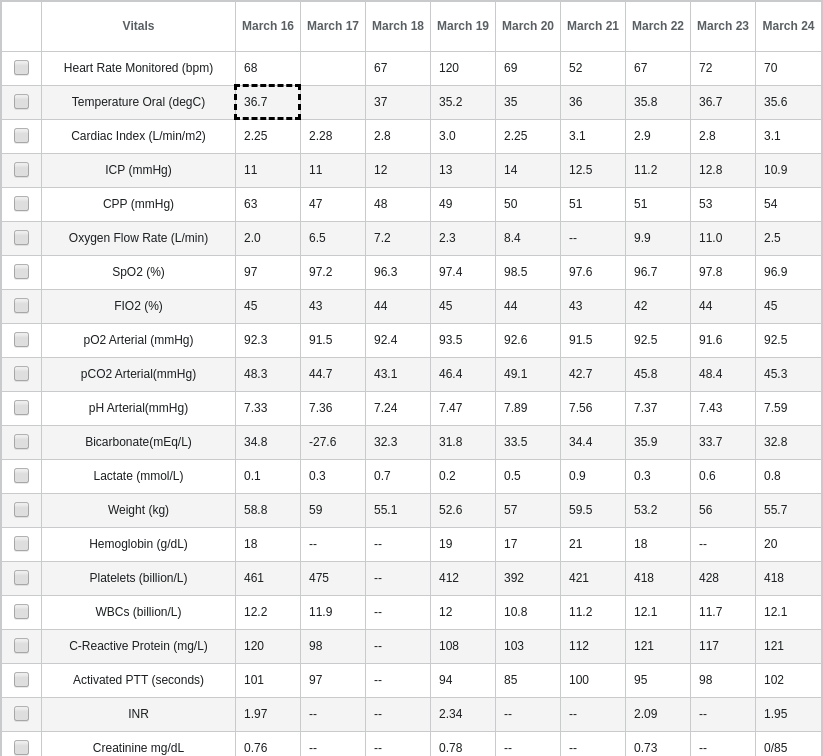 Vitals March 16 March 17 March 18 March 19 March 20 March 21 March 22 March 23 March 24
Heart Rate Monitored (bpm) 68 67 120 69 52 67 72 70
Temperature Oral (degC) 36.7 37 35.2 35 36 35.8 36.7 35.6
Cardiac Index (L/min/m2) 2.25 2.28 2.8 3.0 2.25 3.1 2.9 2.8 3.1
ICP (mmHg) 11 11 12 13 14 12.5 11.2 12.8 10.9
CPP (mmHg) 63 47 48 49 50 51 51 53 54
Oxygen Flow Rate (L/min) 2.0 6.5 7.2 2.3 8.4 -- 9.9 11.0 2.5
SpO2 (%) 97 97.2 96.3 97.4 98.5 97.6 96.7 97.8 96.9
FIO2 (%) 45 43 44 45 44 43 42 44 45
pO2 Arterial (mmHg) 92.3 91.5 92.4 93.5 92.6 91.5 92.5 91.6 92.5
pCO2 Arterial(mmHg) 48.3 44.7 43.1 46.4 49.1 42.7 45.8 48.4 45.3
pH Arterial(mmHg) 7.33 7.36 7.24 7.47 7.89 7.56 7.37 7.43 7.59
Bicarbonate(mEq/L) 34.8 -27.6 32.3 31.8 33.5 34.4 35.9 33.7 32.8
Lactate (mmol/L) 0.1 0.3 0.7 0.2 0.5 0.9 0.3 0.6 0.8
Weight (kg) 58.8 59 55.1 52.6 57 59.5 53.2 56 55.7
Hemoglobin (g/dL) 18 -- -- 19 17 21 18 -- 20
Platelets (billion/L) 461 475 -- 412 392 421 418 428 418
WBCs (billion/L) 12.2 11.9 -- 12 10.8 11.2 12.1 11.7 12.1
C-Reactive Protein (mg/L) 120 98 -- 108 103 112 121 117 121
Activated PTT (seconds) 101 97 -- 94 85 100 95 98 102
INR 1.97 -- -- 2.34 -- -- 2.09 -- 1.95
Creatinine mg/dL 0.76 -- -- 0.78 -- -- 0.73 -- 0/85